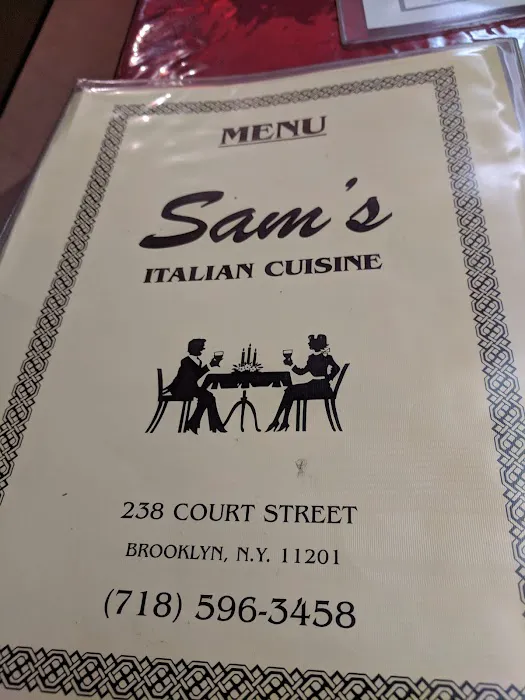 MENU
Sam's
ITALIAN CUISINE
238 COURT STREET
BROOKLYN, N.Y. 11201
(718) 596-3458